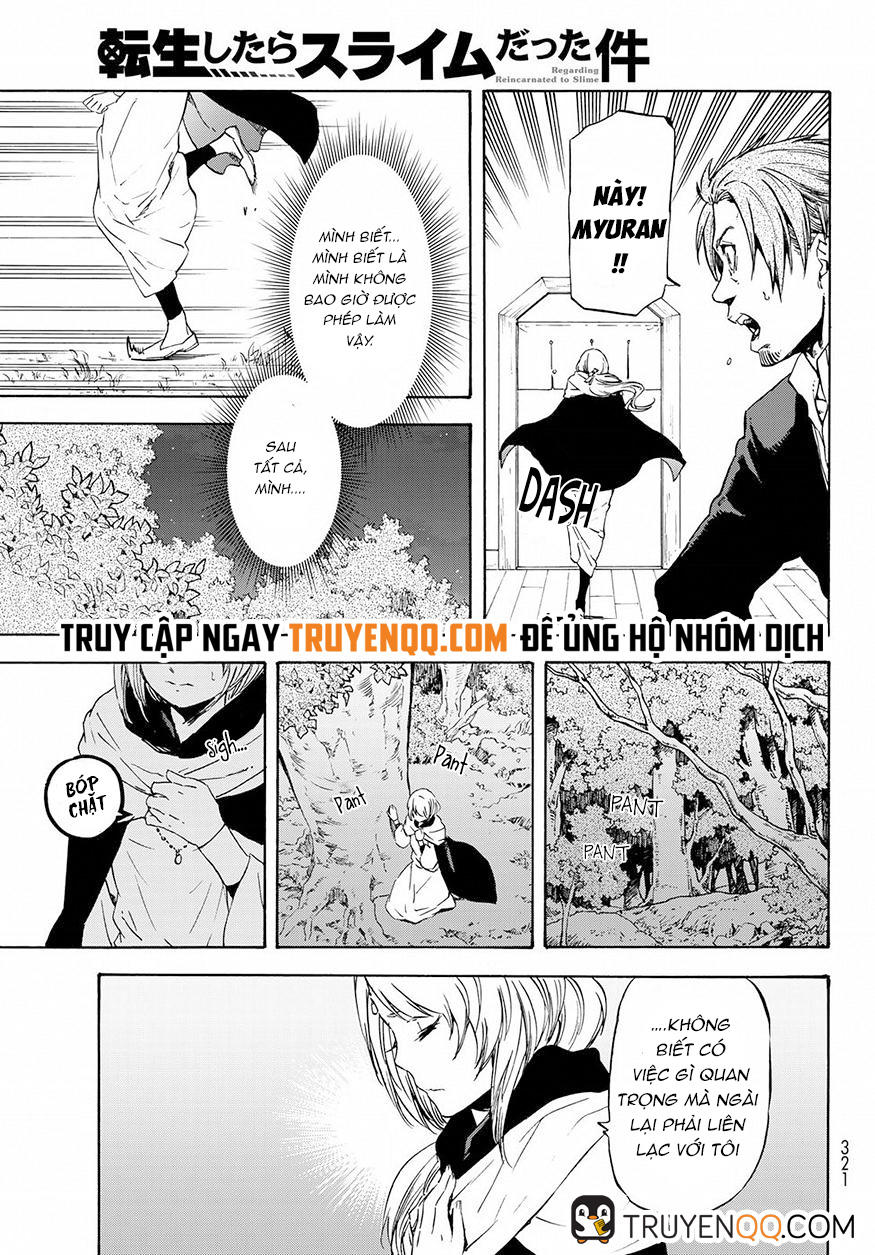 転生したらスライムだった件
Regarding
Reincarnated to Slime
NÀY!
MYURAN
!!
DASH
MÌNH BIẾT...
MÌNH BIẾT LÀ
MÌNH KHÔNG
BAO GIỜ ĐƯỢC
PHÉP LÀM
VẬY.
SAU
TẤT CẢ,
MÌNH....
TRUY CẬP NGAY TRUYENQQ.COM ĐỂ ỦNG HỘ NHÓM DỊCH
PANT
PANT
Pant
Pant
Sigh...
BÓP
CHẶT
....KHÔNG
BIẾT CÓ
VIỆC GÌ QUAN
TRỌNG MÀ NGÀI
LẠI PHẢI LIÊN
LẠC VỚI TÔI
321
TRUYENQQ.COM